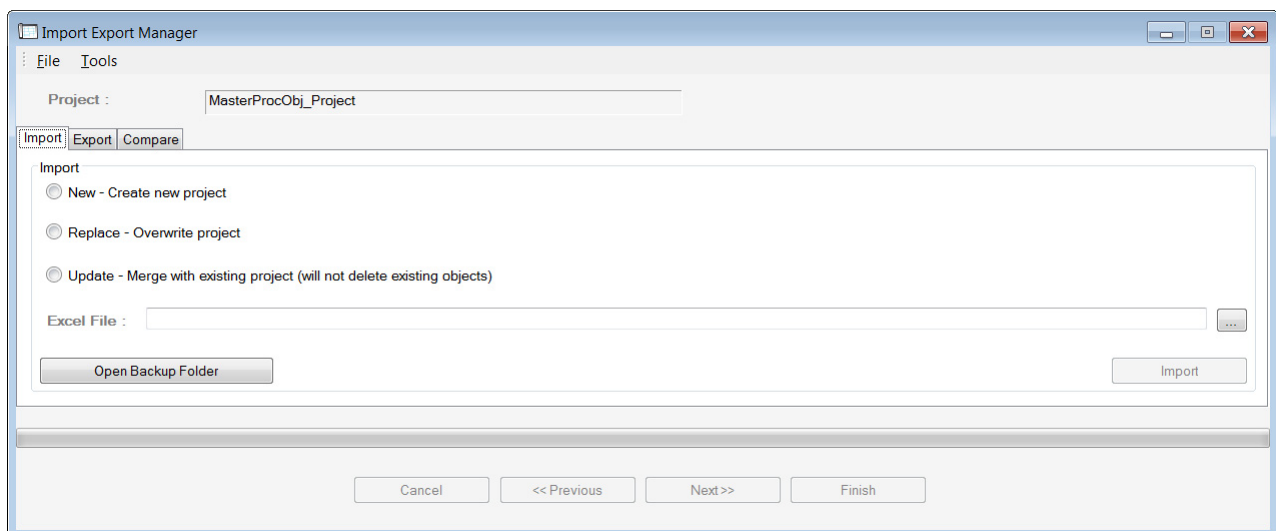 Import Export Manager
File Tools
Project :
MasterProcObj_Project
Import Export Compare
Import
New - Create new project
Replace - Overwrite project
Update - Merge with existing project (will not delete existing objects)
Excel File :
...
Open Backup Folder
Import
Cancel << Previous Next >> Finish